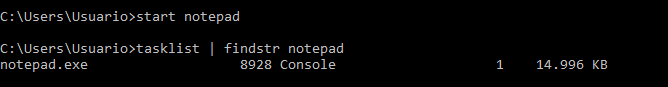 C:\Users\Usuario>start notepad
C:\Users\Usuario>tasklist | findstr notepad
notepad.exe                   8928 Console                    1    14.996 KB